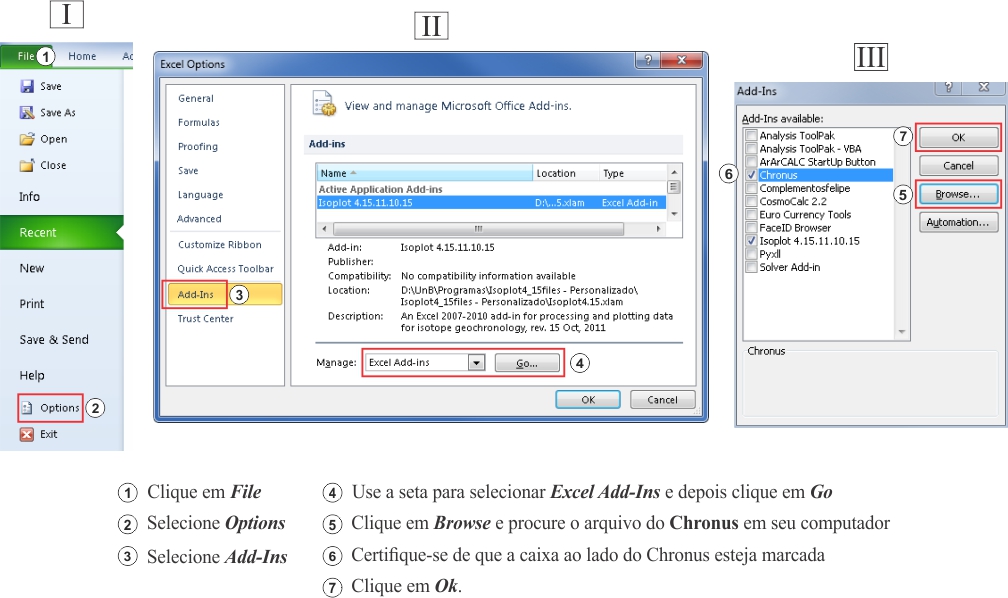 I
File 1 Home Ad
Save
Save As
Open
Close
Info
Recent
New
Print
Save & Send
Help
Options 2
Exit
II
Excel Options
General
Formulas
Proofing
Save
Language
Advanced
Customize Ribbon
Quick Access Toolbar
Add-Ins 3
Trust Center
View and manage Microsoft Office Add-ins.
Add-ins
Name Location Type
Active Application Add-ins
Isoplot 4.15.11.10.15 D:\...5.xlam Excel Add-in
Add-in: Isoplot 4.15.11.10.15
Publisher:
Compatibility: No compatibility information available
Location: D:\UnB\Programas\Isoplot4_15files - Personalizado\
Isoplot4_15files - Personalizado\Isoplot4.15.xlam
Description: An Excel 2007-2010 add-in for processing and plotting data
for isotope geochronology, rev. 15 Oct, 2011
Manage: Excel Add-ins Go... 4
OK Cancel
III
Add-Ins
Add-Ins available:
Analysis ToolPak
Analysis ToolPak - VBA
ArArCALC StartUp Button
6 Chronus
Complementosfelipe
CosmoCalc 2.2
Euro Currency Tools
FaceID Browser
Isoplot 4.15.11.10.15
Pyxll
Solver Add-in
7 OK
Cancel
5 Browse...
Automation...
Chronus
1 Clique em File
2 Selecione Options
3 Selecione Add-Ins
4 Use a seta para selecionar Excel Add-Ins e depois clique em Go
5 Clique em Browse e procure o arquivo do Chronus em seu computador
6 Certifique-se de que a caixa ao lado do Chronus esteja marcada
7 Clique em Ok.